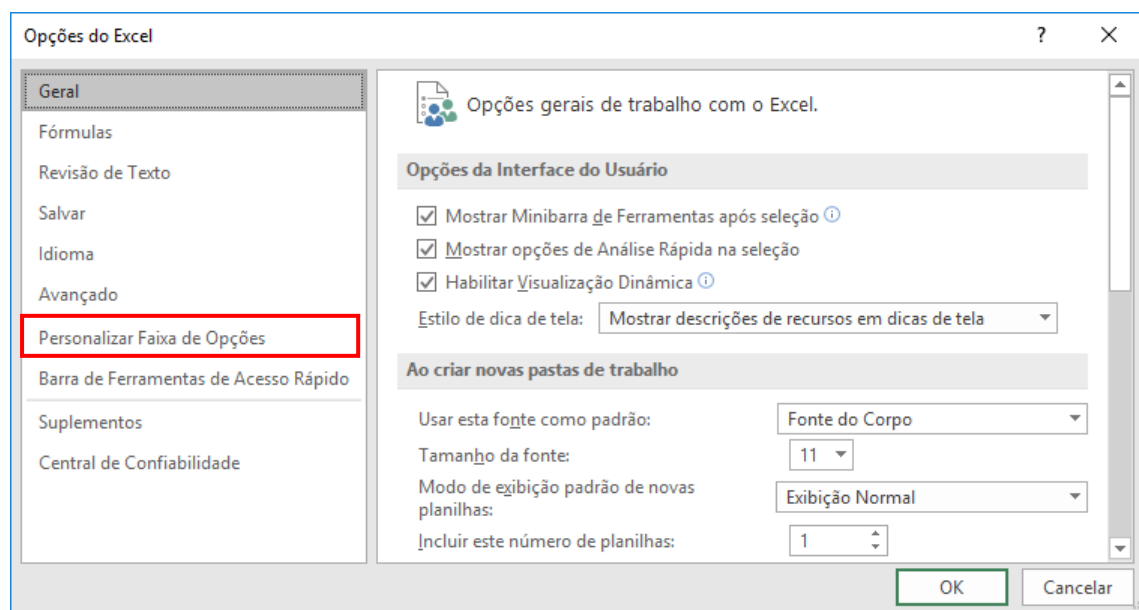 Opções do Excel
?
Geral
Fórmulas
Revisão de Texto
Salvar
Idioma
Avançado
Personalizar Faixa de Opções
Barra de Ferramentas de Acesso Rápido
Suplementos
Central de Confiabilidade
Opções gerais de trabalho com o Excel.
Opções da Interface do Usuário
Mostrar Minibarra de Ferramentas após seleção
Mostrar opções de Análise Rápida na seleção
Habilitar Visualização Dinâmica
Estilo de dica de tela: Mostrar descrições de recursos em dicas de tela
Ao criar novas pastas de trabalho
Usar esta fonte como padrão: Fonte do Corpo
Tamanho da fonte: 11
Modo de exibição padrão de novas
planilhas: Exibição Normal
Incluir este número de planilhas: 1
OK Cancelar